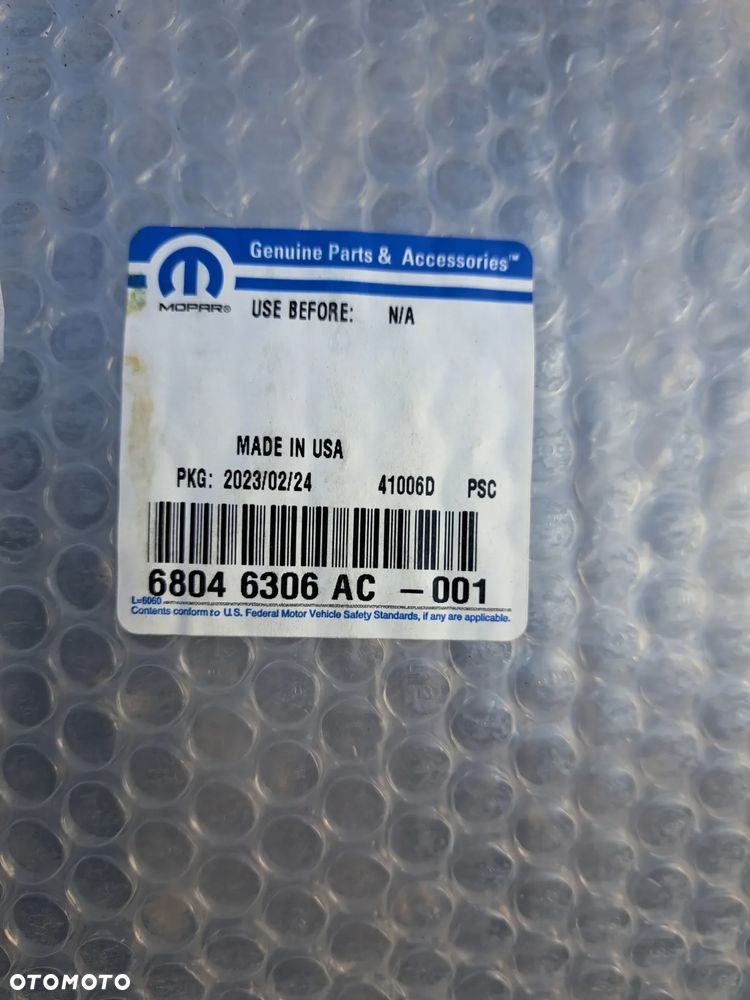 Genuine Parts & Accessories™
MOPAR®
USE BEFORE: N/A
MADE IN USA
PKG: 2023/02/24 41006D PSC
6804 6306 AC - 001
L=6060
Contents conform to U.S. Federal Motor Vehicle Safety Standards, if any are applicable.
OTOMOTO